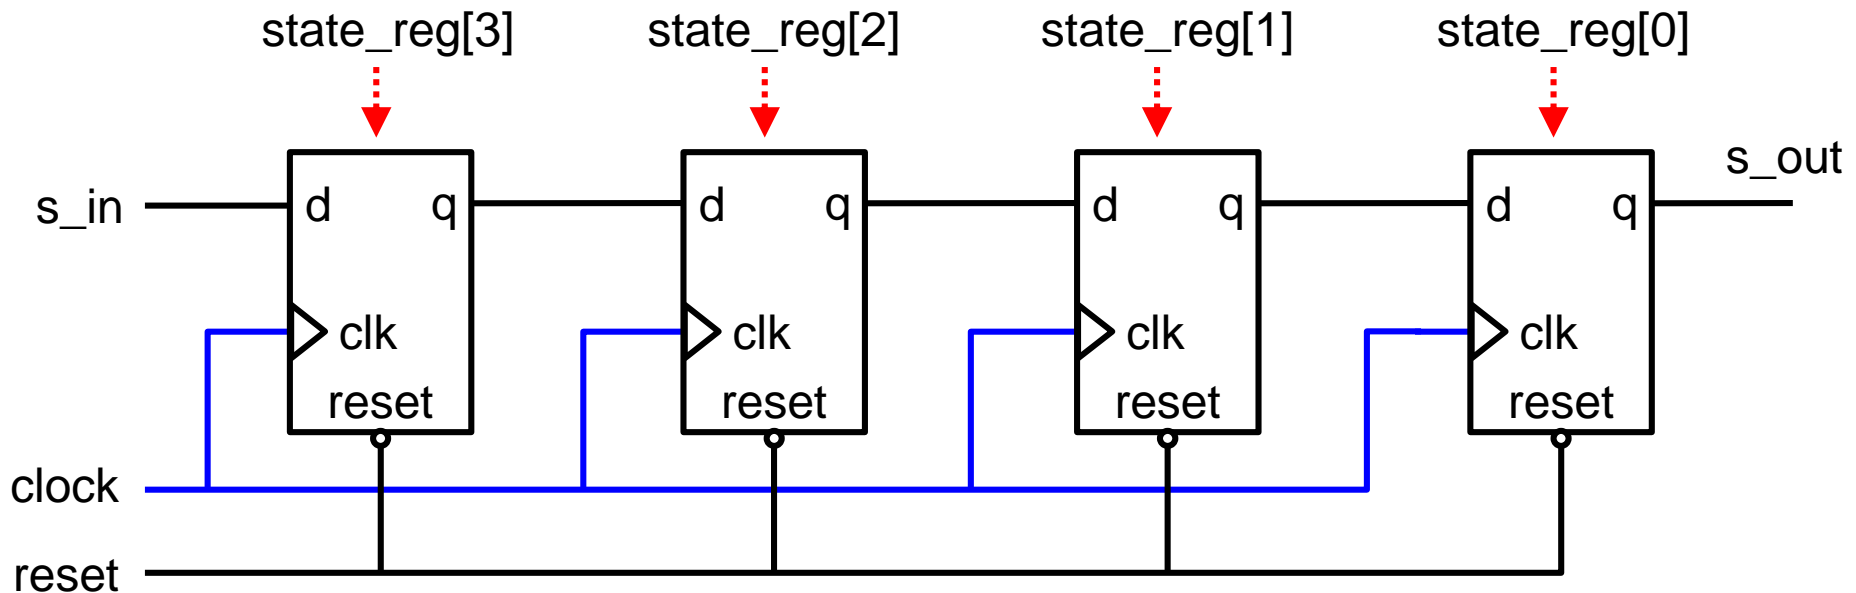 state_reg[3] state_reg[2] state_reg[1] state_reg[0]
s_out
s_in d q d q d q d q
clk clk clk clk
reset reset reset reset
clock
reset